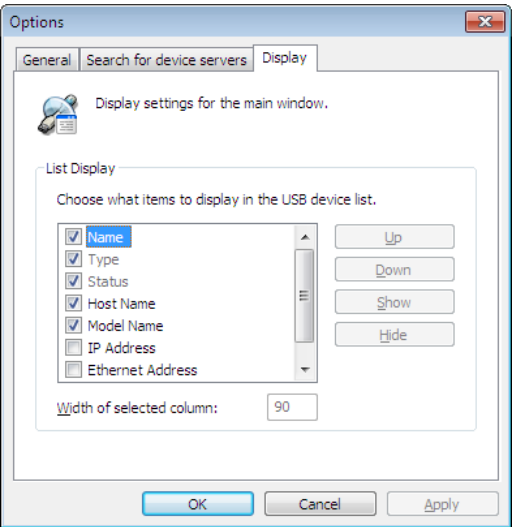 Options
General
Search for device servers
Display
Display settings for the main window.
List Display
Choose what items to display in the USB device list.
Name
Type
Status
Host Name
Model Name
IP Address
Ethernet Address
Up
Down
Show
Hide
Width of selected column:
90
OK
Cancel
Apply